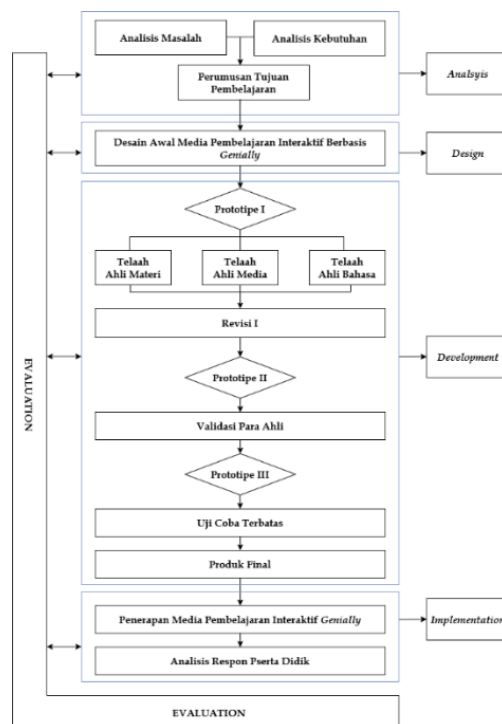 Analisis Masalah
Analisis Kebutuhan
Perumusan Tujuan
Pembelajaran
Analsyis
Desain Awal Media Pembelajaran Interaktif Berbasis
Genially
Design
Prototipe I
Telaah
Ahli Materi
Telaah
Ahli Media
Telaah
Ahli Bahasa
Revisi I
Prototipe II
Development
Validasi Para Ahli
Prototipe III
Uji Coba Terbatas
Produk Final
Penerapan Media Pembelajaran Interaktif Genially
Implementation
Analisis Respon Pserta Didik
EVALUATION
EVALUATION